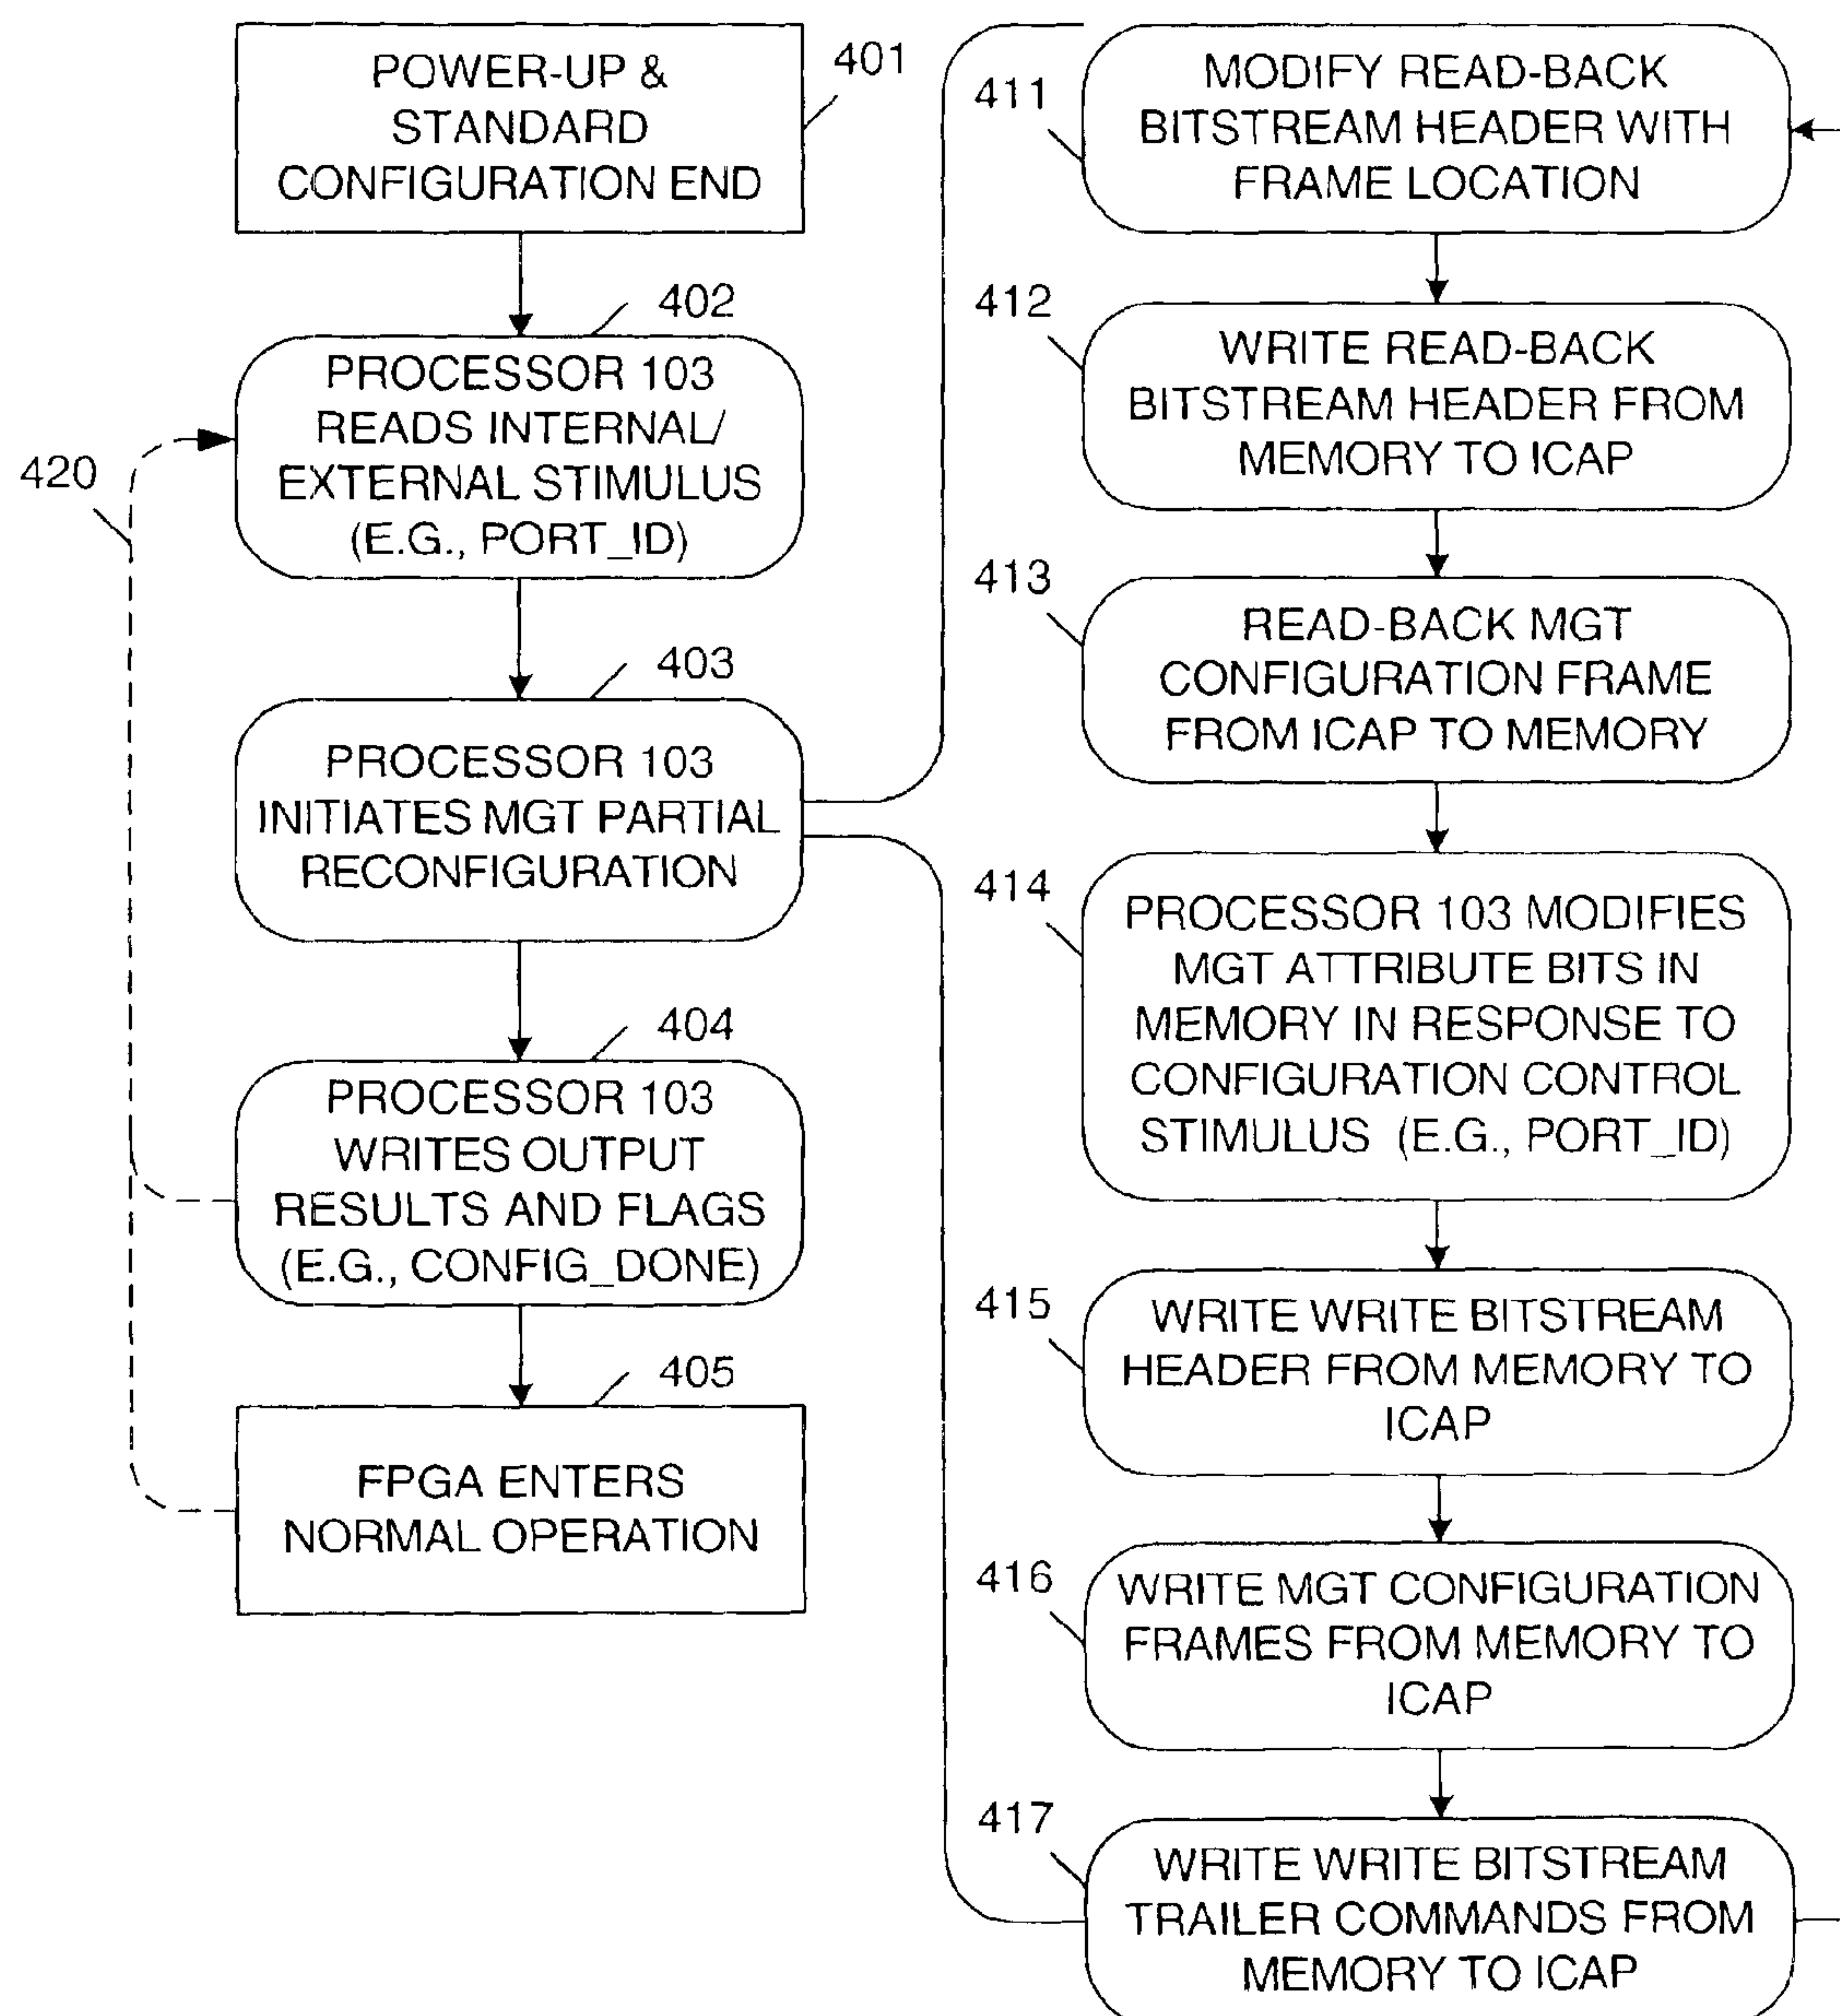 POWER-UP &
STANDARD
CONFIGURATION END
401
PROCESSOR 103
READS INTERNAL/
EXTERNAL STIMULUS
(E.G., PORT_ID)
402
420
PROCESSOR 103
INITIATES MGT PARTIAL
RECONFIGURATION
403
PROCESSOR 103
WRITES OUTPUT
RESULTS AND FLAGS
(E.G., CONFIG_DONE)
404
FPGA ENTERS
NORMAL OPERATION
405
411
MODIFY READ-BACK
BITSTREAM HEADER WITH
FRAME LOCATION
412
WRITE READ-BACK
BITSTREAM HEADER FROM
MEMORY TO ICAP
413
READ-BACK MGT
CONFIGURATION FRAME
FROM ICAP TO MEMORY
414
PROCESSOR 103 MODIFIES
MGT ATTRIBUTE BITS IN
MEMORY IN RESPONSE TO
CONFIGURATION CONTROL
STIMULUS (E.G., PORT_ID)
415
WRITE WRITE BITSTREAM
HEADER FROM MEMORY TO
ICAP
416
WRITE MGT CONFIGURATION
FRAMES FROM MEMORY TO
ICAP
417
WRITE WRITE BITSTREAM
TRAILER COMMANDS FROM
MEMORY TO ICAP